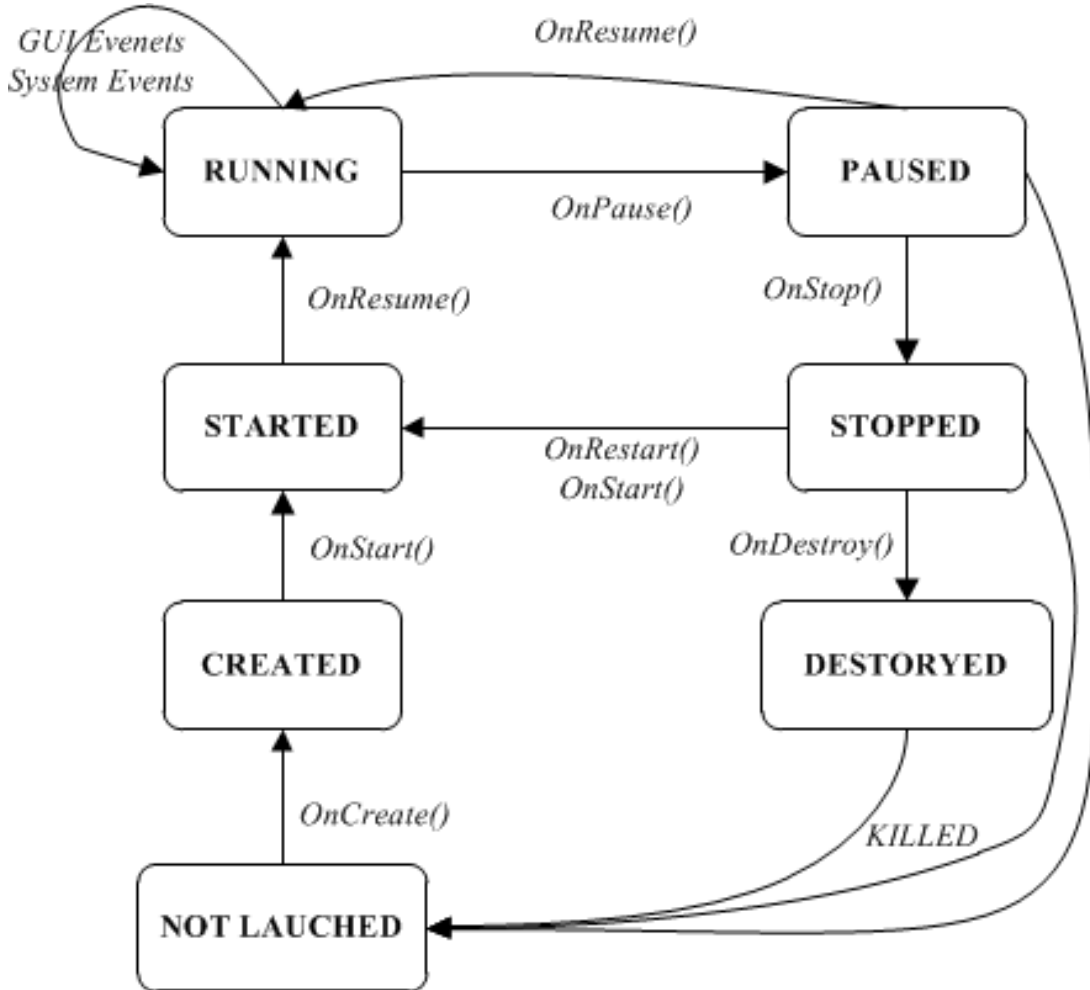 GUI Evenets
System Events
OnResume()
RUNNING
PAUSED
OnPause()
OnResume()
OnStop()
STARTED
STOPPED
OnRestart()
OnStart()
OnStart()
OnDestroy()
CREATED
DESTORYED
OnCreate()
KILLED
NOT LAUCHED